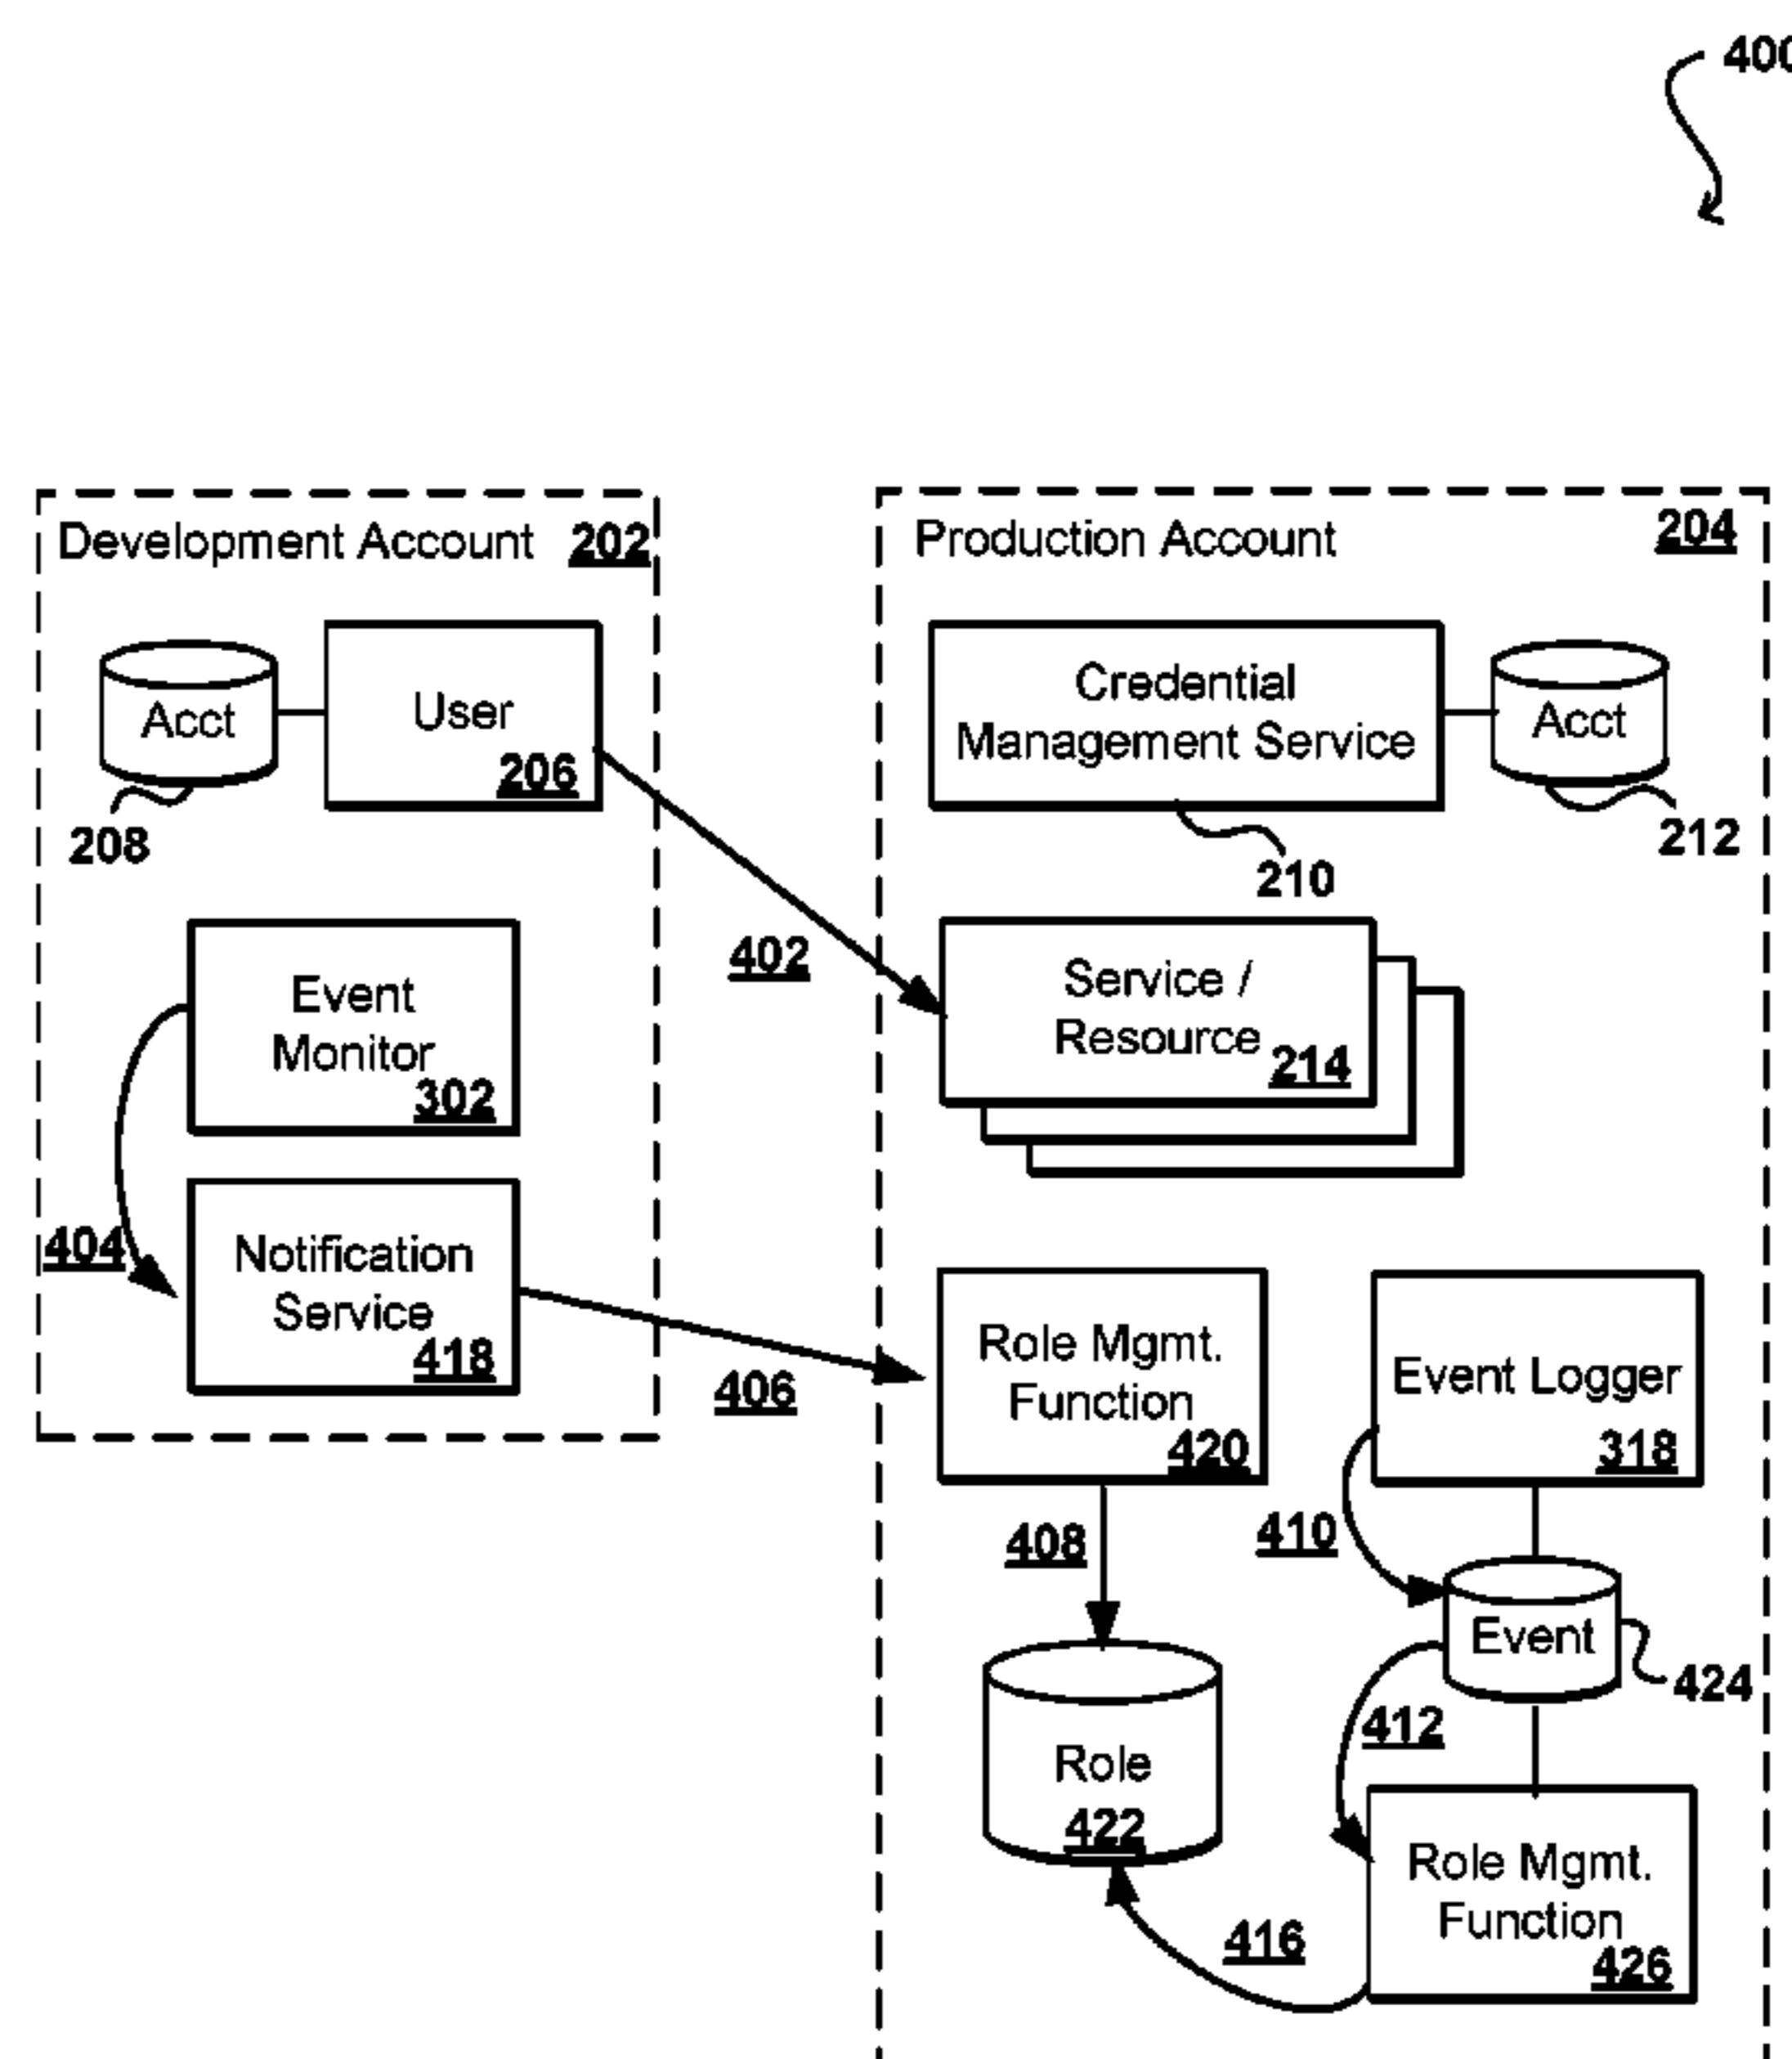 400
Development Account 202
Acct
User
206
208
Event
Monitor
302
404
Notification
Service
418
402
406
Production Account 204
Credential
Management Service
Acct
210
212
Service /
Resource
214
Role Mgmt.
Function
420
Event Logger
318
408
410
Event
424
412
Role
422
Role Mgmt.
Function
426
416